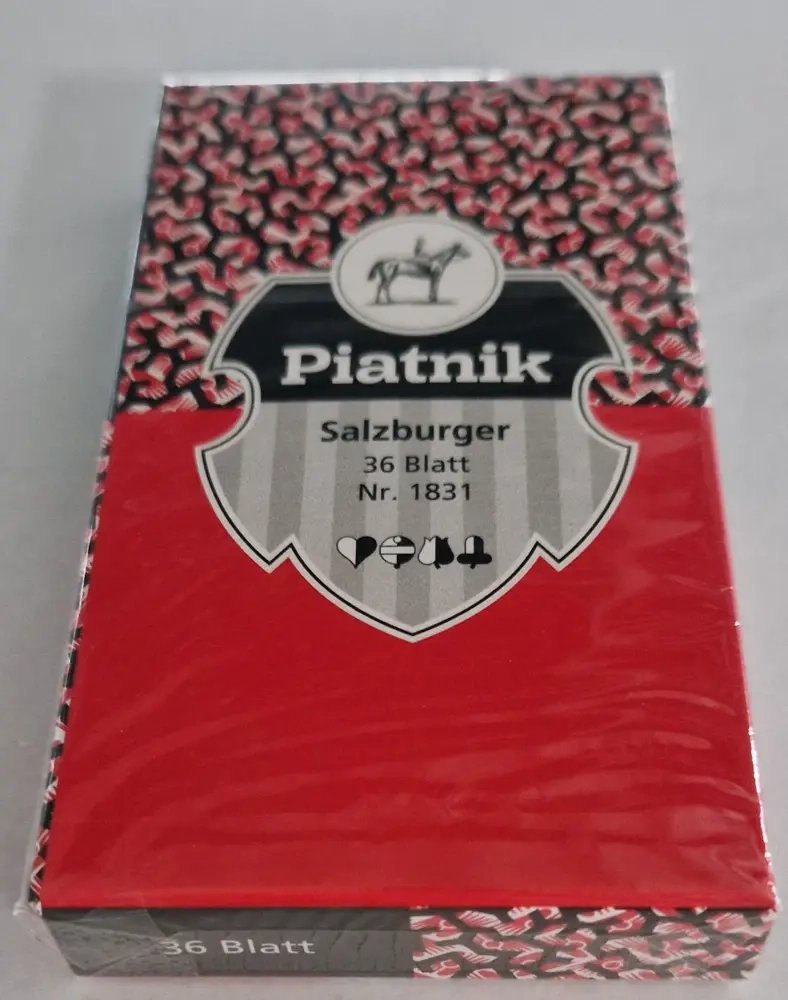 Piatnik
Salzburger
36 Blatt
Nr. 1831
36 Blatt